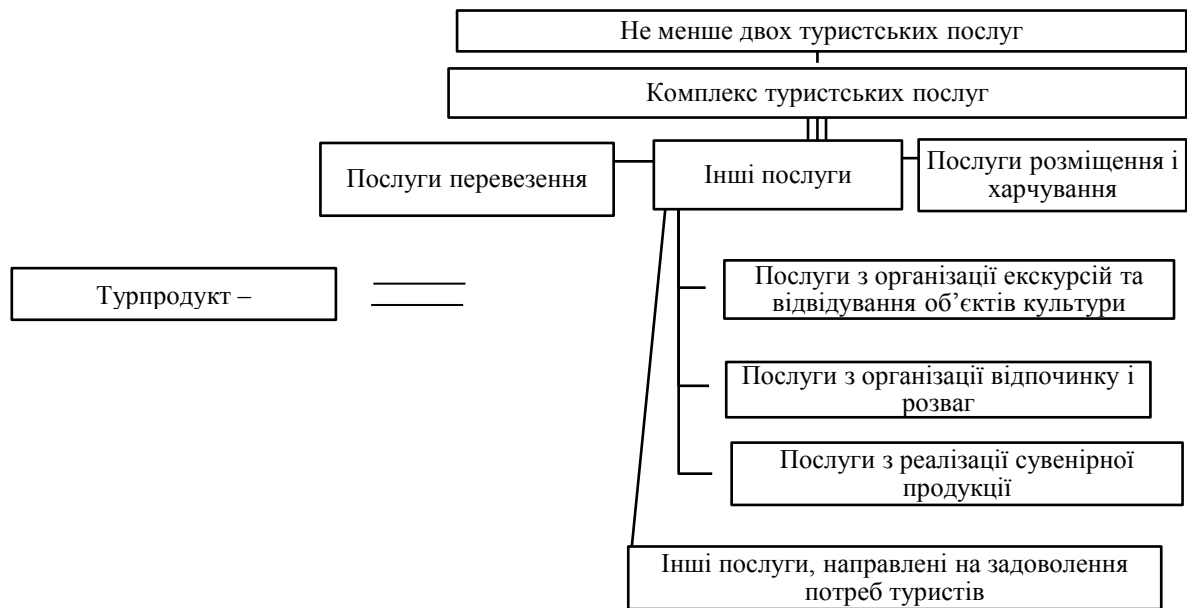 Не менше двох туристських послуг
Комплекс туристських послуг
Послуги перевезення
Інші послуги
Послуги розміщення і
харчування
Турпродукт –
Послуги з організації екскурсій та
відвідування об’єктів культури
Послуги з організації відпочинку і
розваг
Послуги з реалізації сувенірної
продукції
Інші послуги, направлені на задоволення
потреб туристів